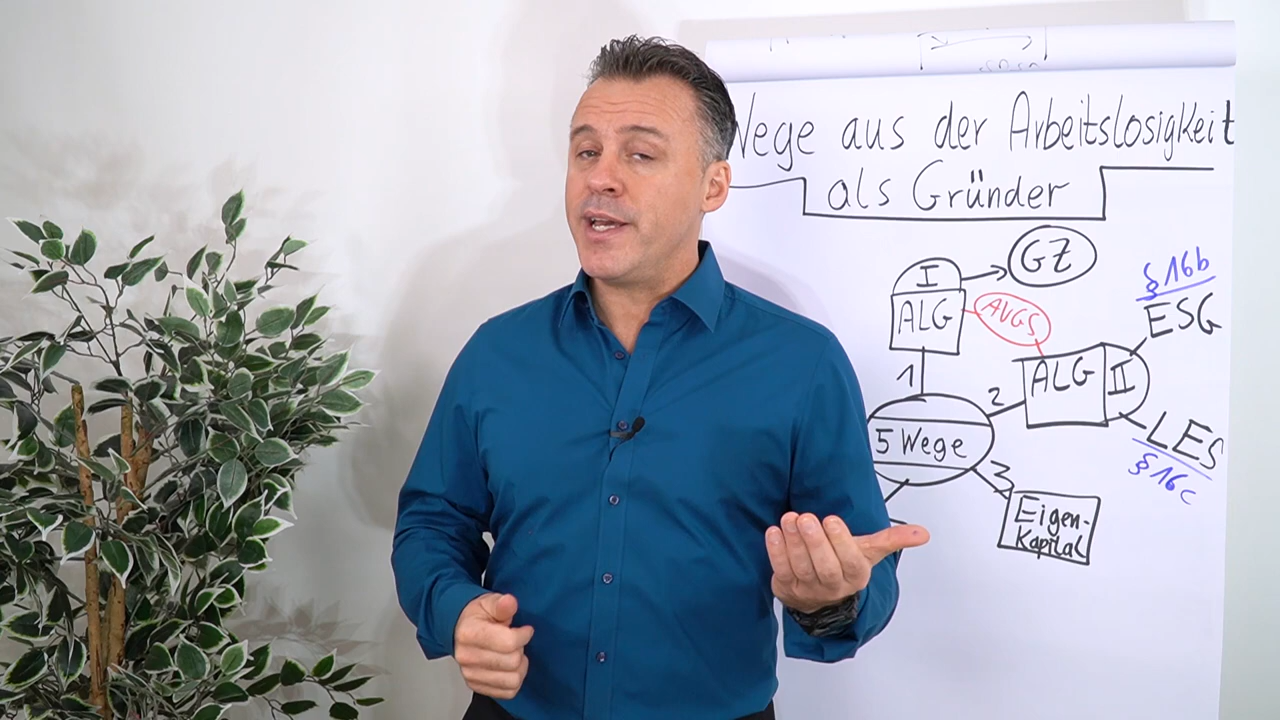 Wege aus der Arbeitslosigkeit
als Gründer
I
GZ
§16b
ESG
ALG
AVGS
ALG II
1
2
LES
§16c
5 Wege
3
Eigen-
Kapital